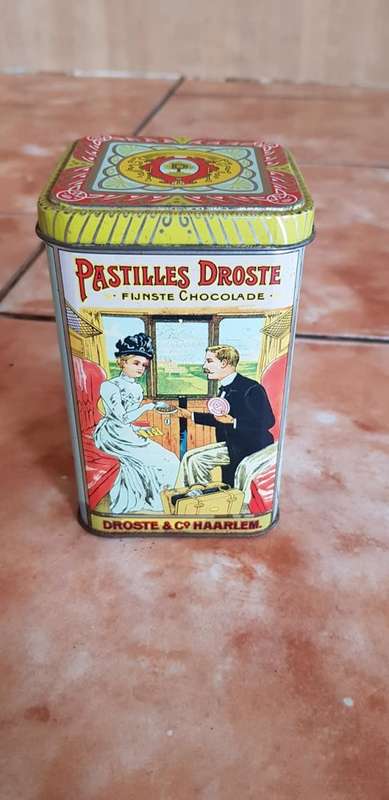 PASTILLES DROSTE
· FIJNSTE CHOCOLADE ·
DROSTE & Cº HAARLEM.